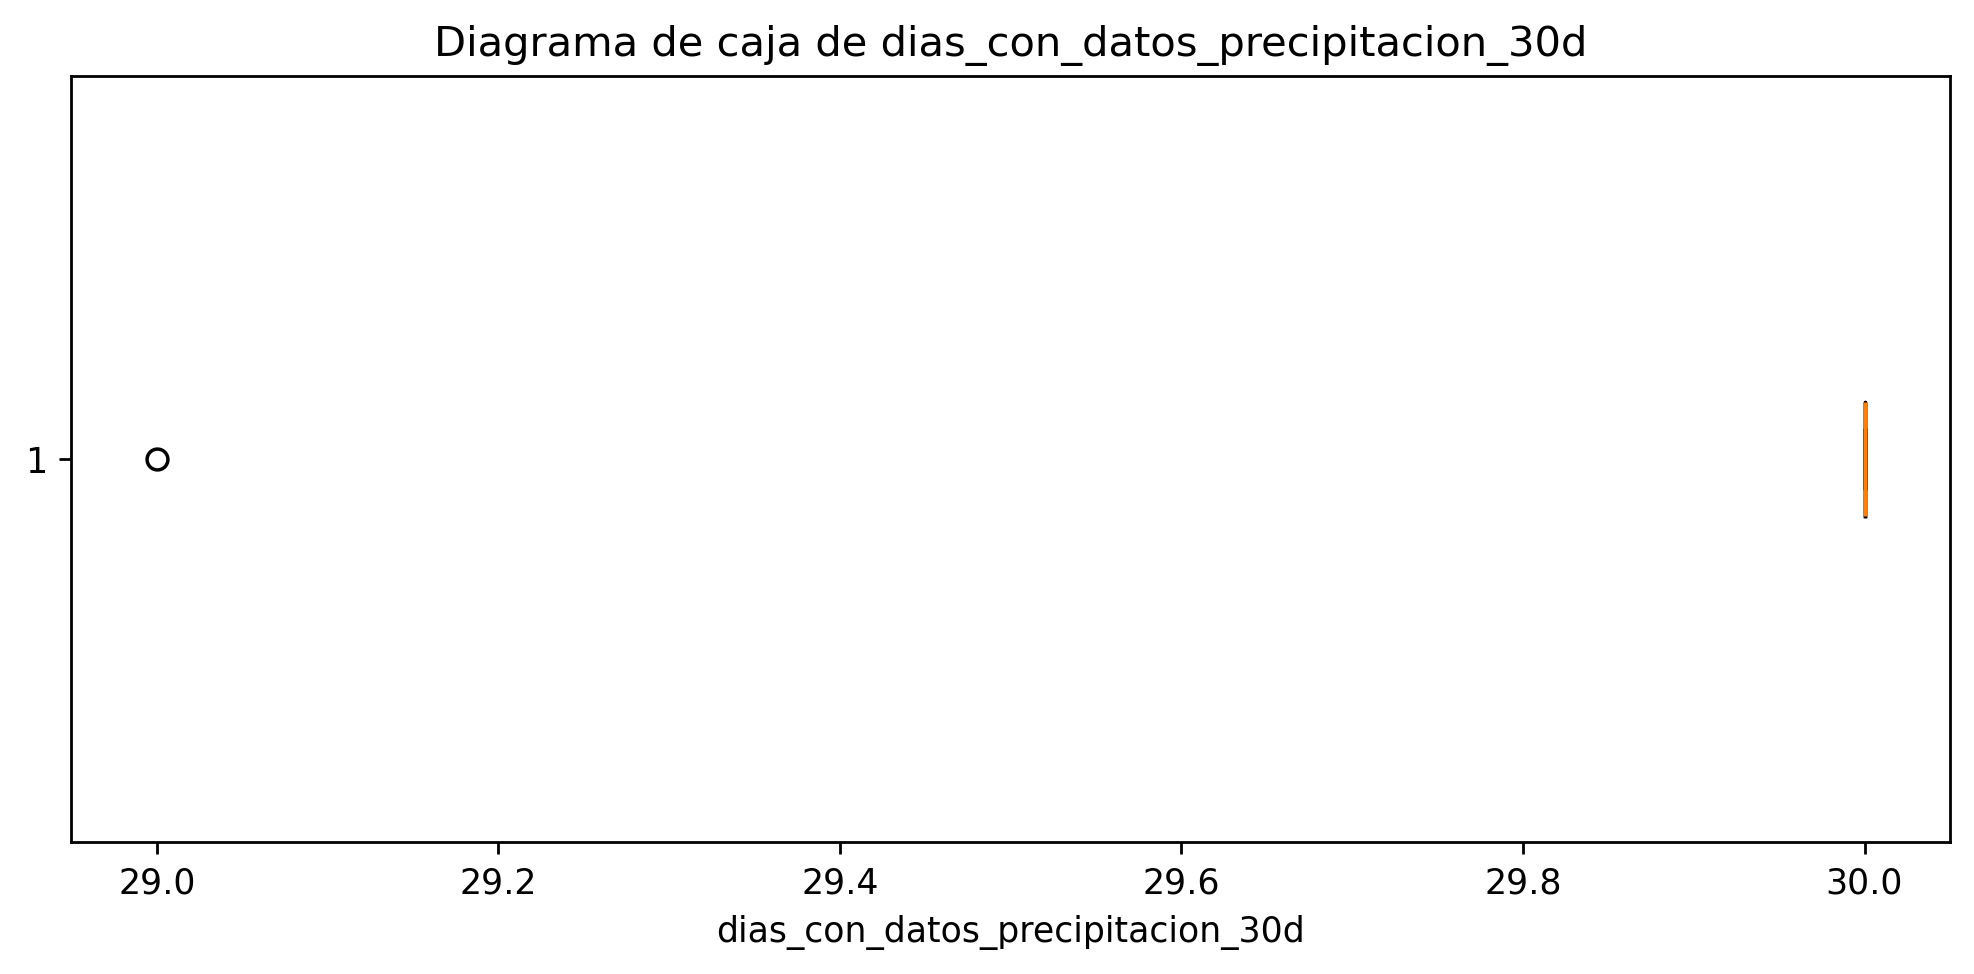 Diagrama de caja de dias_con_datos_precipitacion_30d
1
29.0 29.2 29.4 29.6 29.8 30.0
dias_con_datos_precipitacion_30d